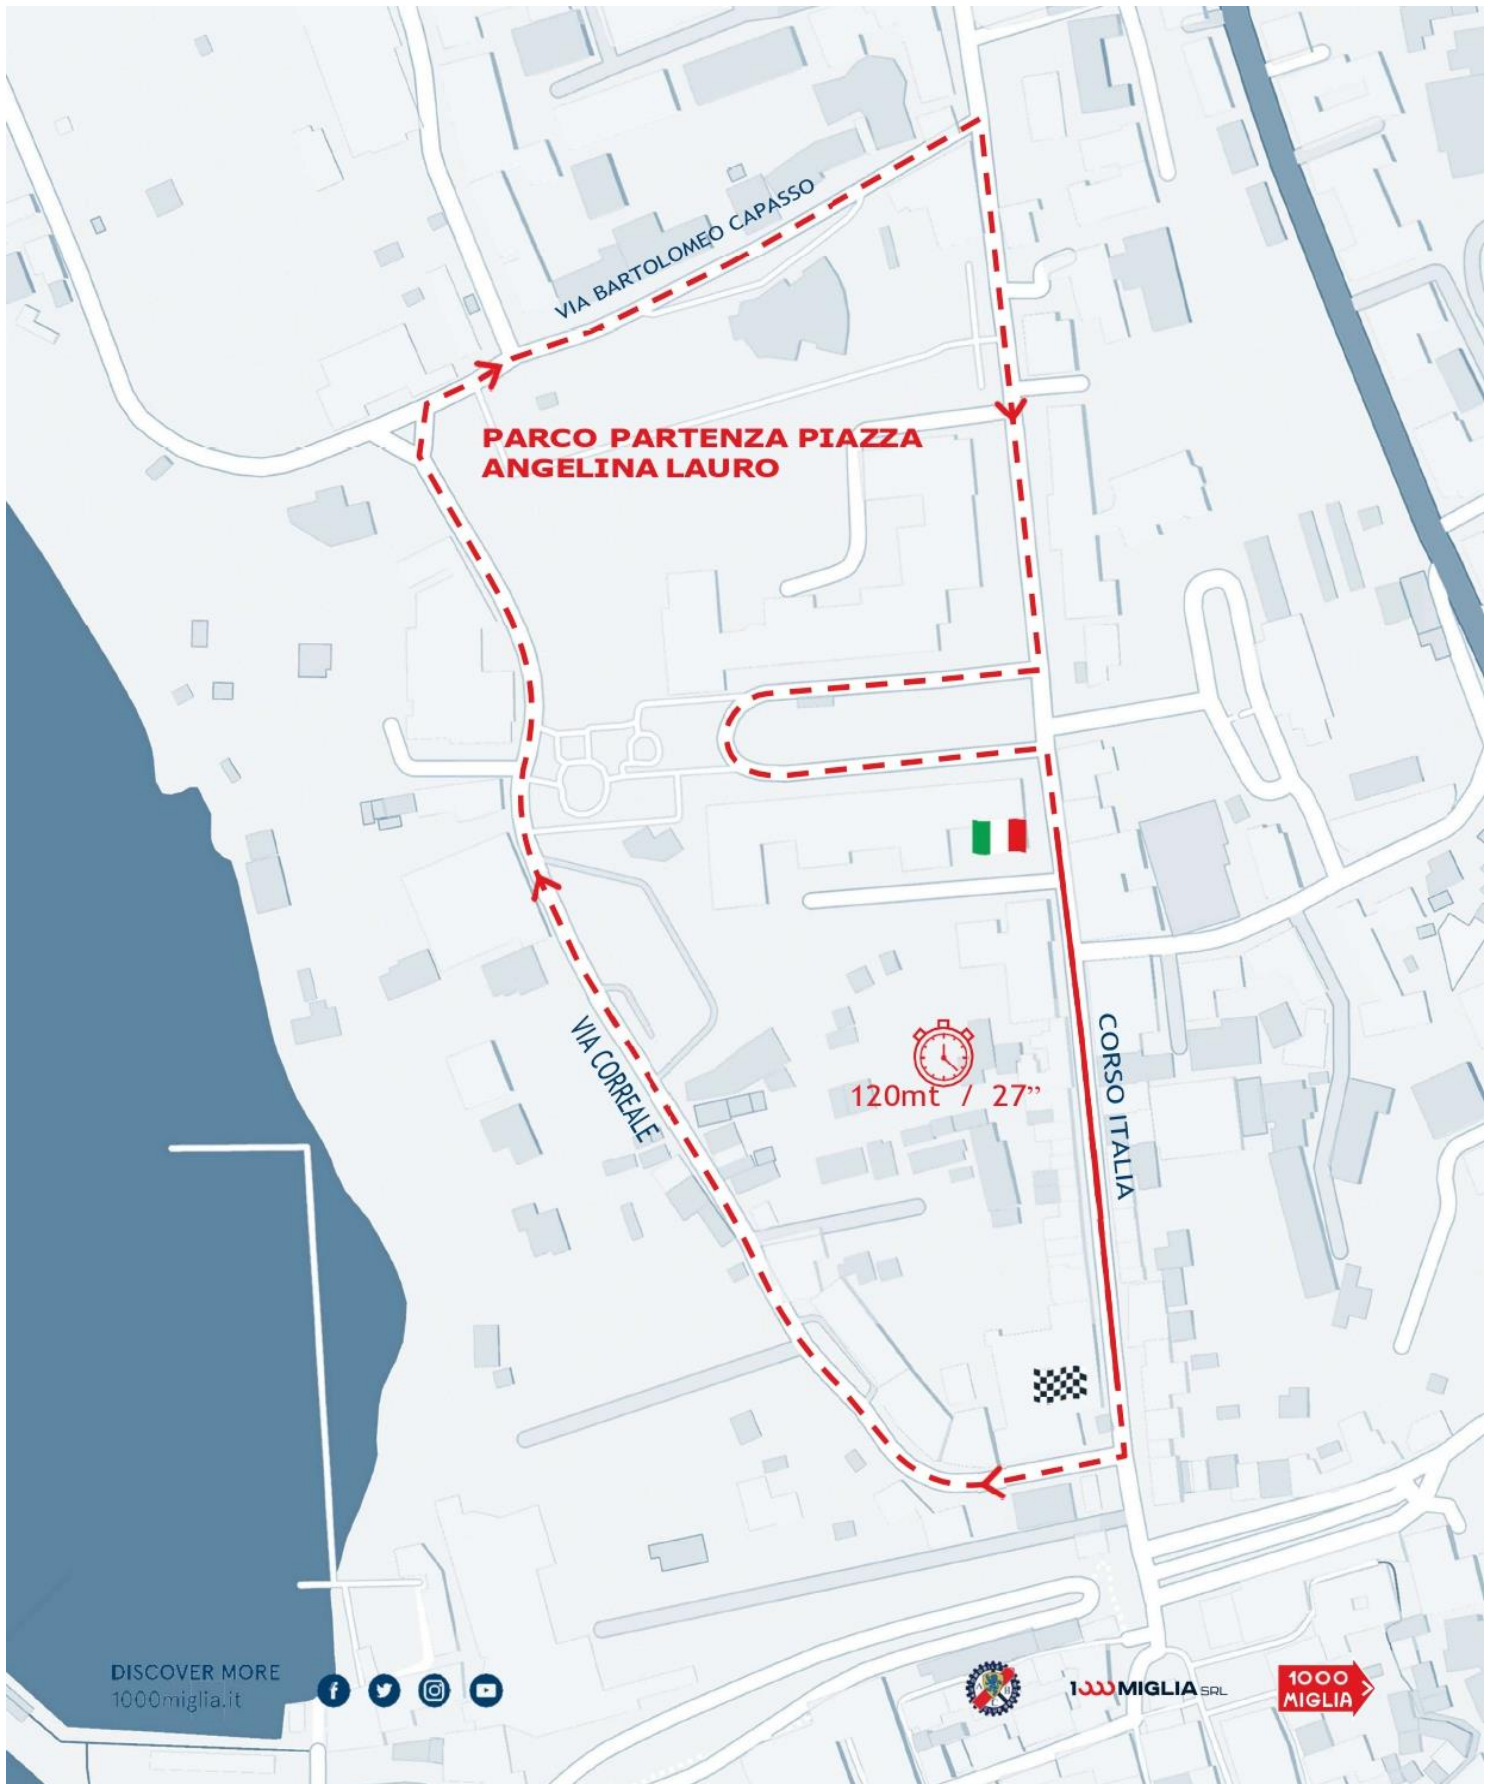 VIA BARTOLOMEO CAPASSO
PARCO PARTENZA PIAZZA
ANGELINA LAURO
VIA CORREALE
120mt / 27”
CORSO ITALIA
DISCOVER MORE
1000miglia.it
1000 MIGLIA SRL
1000
MIGLIA